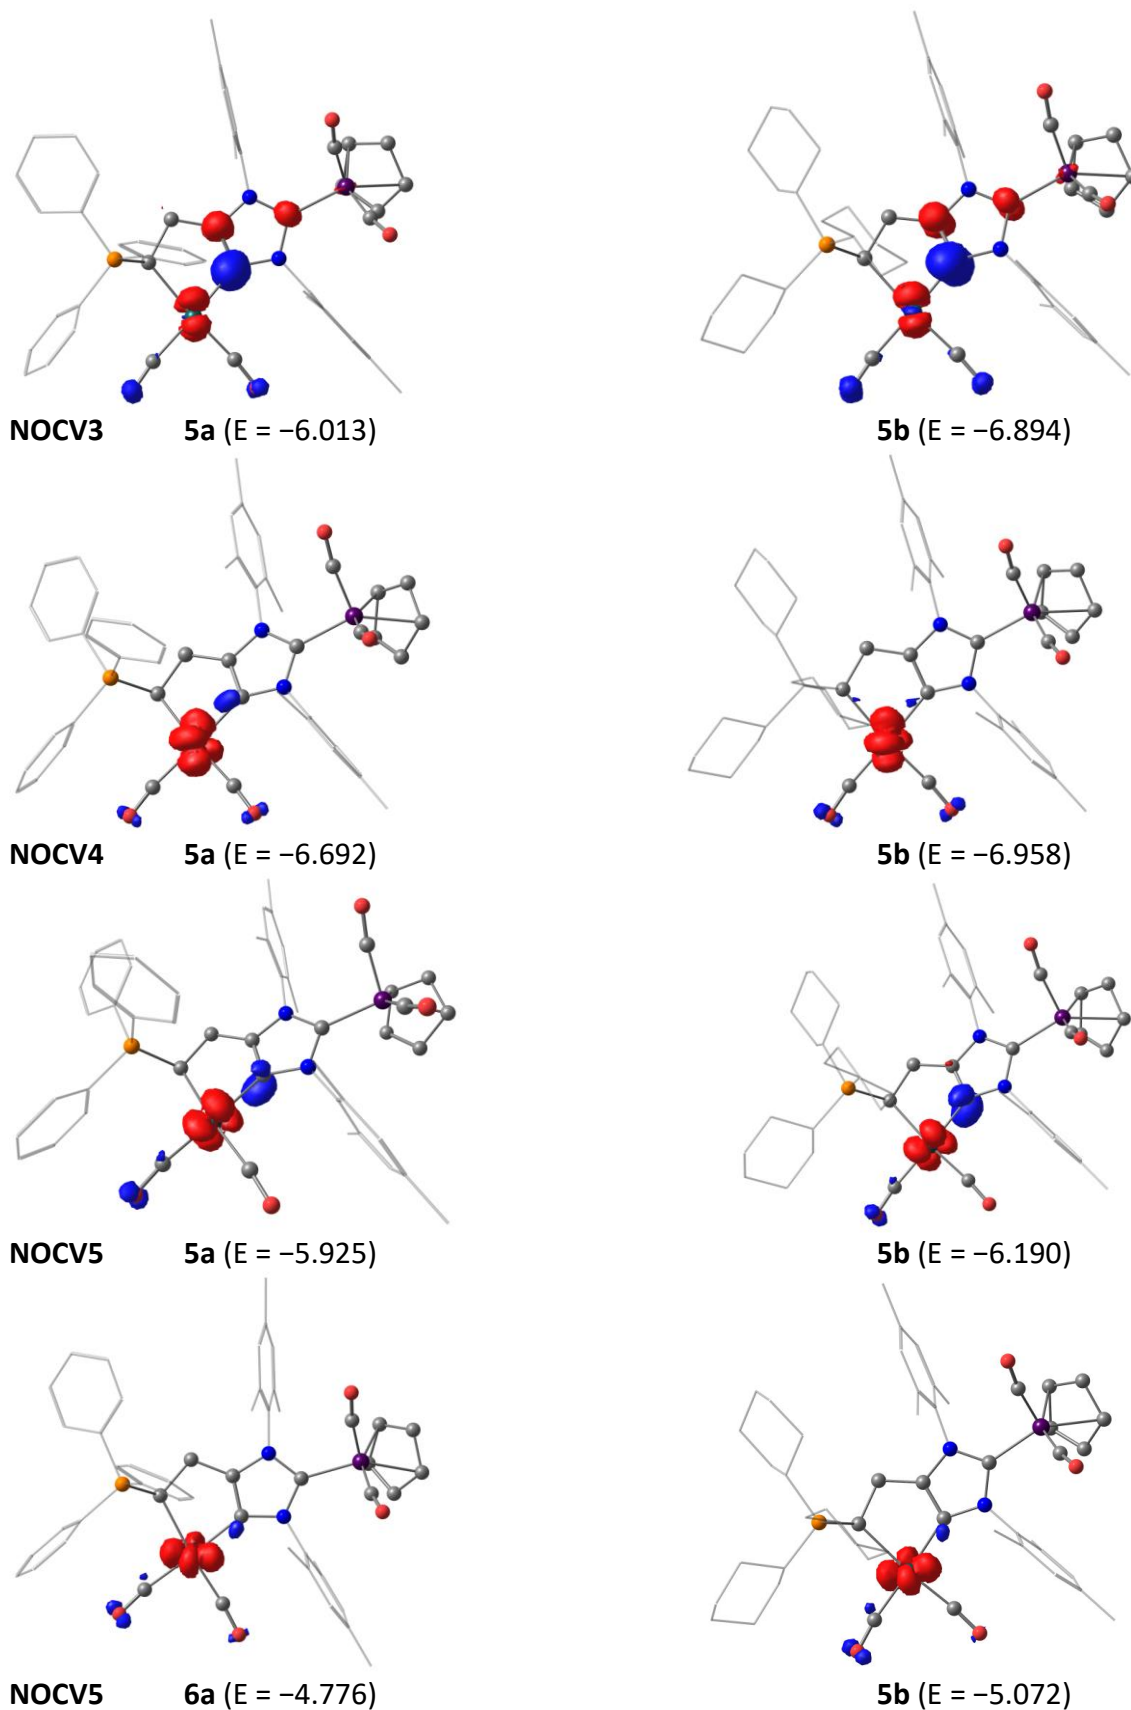 NOCV3 5a (E = −6.013) 5b (E = −6.894)
NOCV4 5a (E = −6.692) 5b (E = −6.958)
NOCV5 5a (E = −5.925) 5b (E = −6.190)
NOCV5 6a (E = −4.776) 5b (E = −5.072)